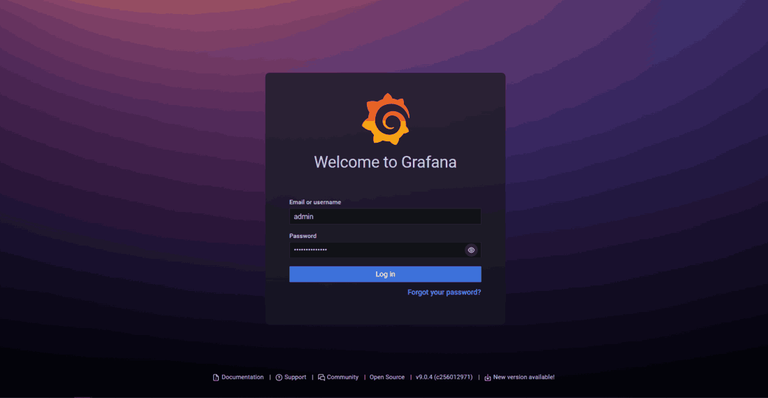 Welcome to Grafana
Email or username
admin
Password
••••••••••••••
Log in
Forgot your password?
Documentation | Support | Community | Open Source | v9.0.4 (c256012971) | New version available!